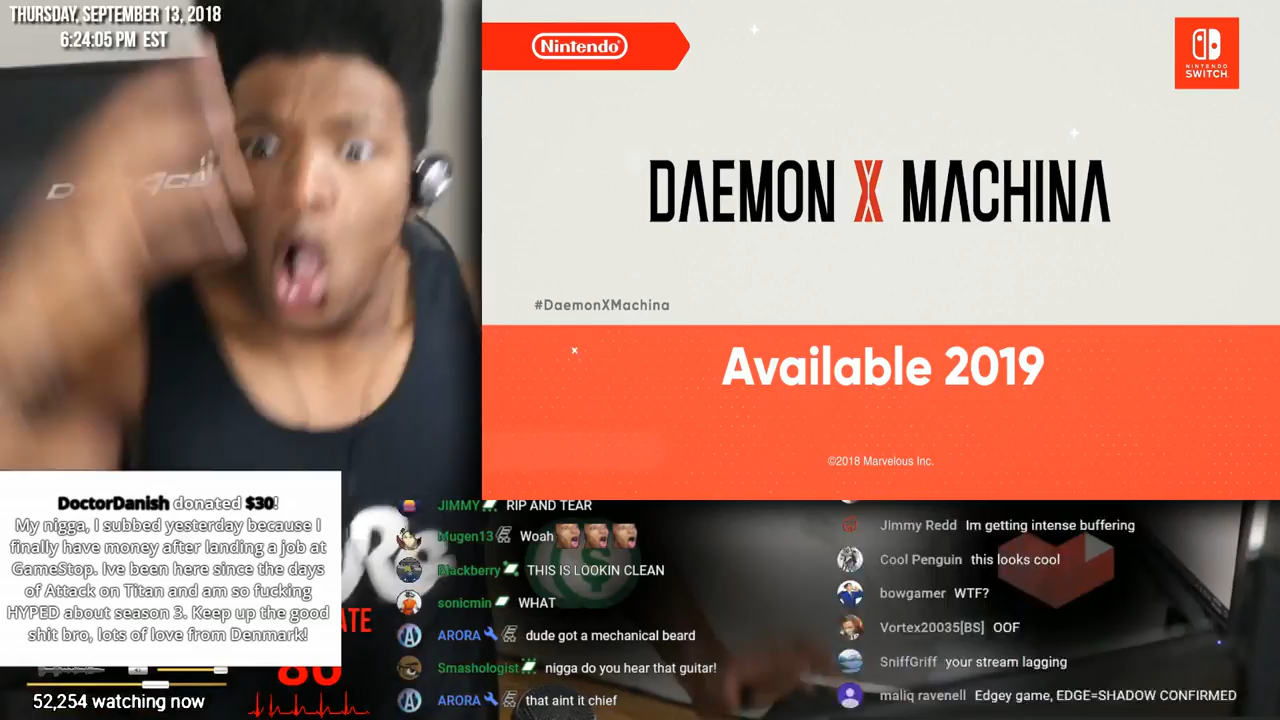 THURSDAY, SEPTEMBER 13, 2018
6:24:05 PM EST
Nintendo
NINTENDO
SWITCH
DAEMON X MACHINA
#DaemonXMachina
Available 2019
©2018 Marvelous Inc.
DoctorDanish donated $30!
My nigga, I subbed yesterday because I
finally have money after landing a job at
GameStop. Ives been here since the days
of Attack on Titan and am so fucking
HYPED about season 3. Keep up the good
shit bro, lots of love from Denmark!
80
52,254 watching now
JIMMY RIP AND TEAR
Mugen13 Woah
Blackberry THIS IS LOOKIN CLEAN
sonicmin WHAT
ARORA dude got a mechanical beard
Smashologist nigga do you hear that guitar!
ARORA that aint it chief
Jimmy Redd Im getting intense buffering
Cool Penguin this looks cool
bowgamer WTF?
Vortex20035[BS] OOF
SniffGriff your stream lagging
maliq ravenell Edgey game, EDGE=SHADOW CONFIRMED